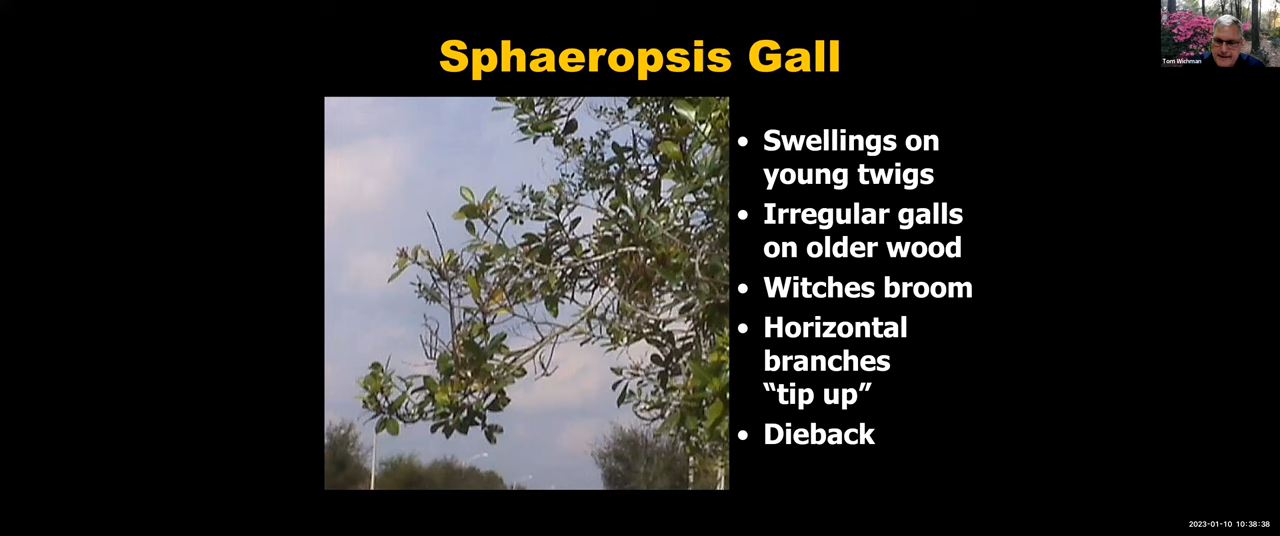 Sphaeropsis Gall
Tom Wichman
• Swellings on
young twigs
• Irregular galls
on older wood
• Witches broom
• Horizontal
branches
“tip up”
• Dieback
2023-01-10 10:38:38